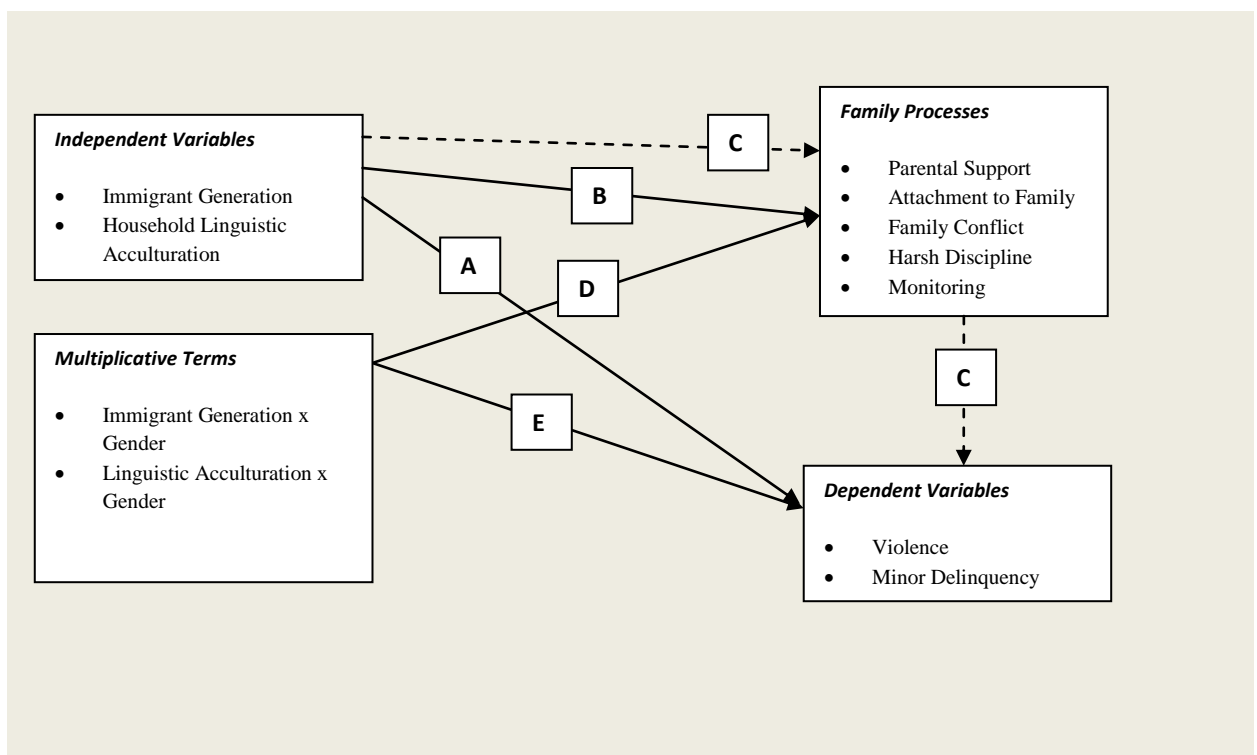 Independent Variables
• Immigrant Generation
• Household Linguistic
Acculturation
Multiplicative Terms
• Immigrant Generation x
Gender
• Linguistic Acculturation x
Gender
C
B
A
D
E
Family Processes
• Parental Support
• Attachment to Family
• Family Conflict
• Harsh Discipline
• Monitoring
C
Dependent Variables
• Violence
• Minor Delinquency